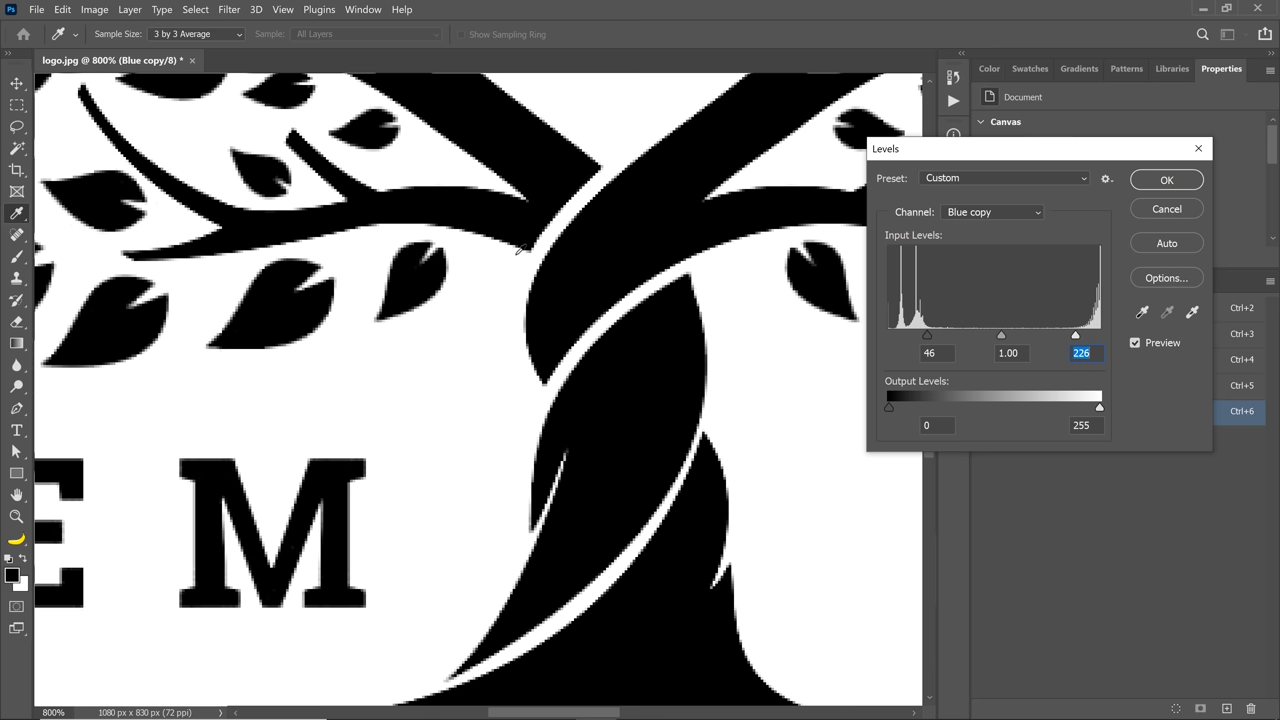 Ps File Edit Image Layer Type Select Filter 3D View Plugins Window Help
Sample Size: 3 by 3 Average Sample: All Layers Show Sampling Ring
logo.jpg @ 800% (Blue copy/8) * ×
Color Swatches Gradients Patterns Libraries Properties
Document
Canvas
Levels
Preset: Custom OK
Channel: Blue copy Cancel
Input Levels: Auto
Options...
46 1.00 226 Preview
Output Levels:
0 255
Ctrl+2
Ctrl+3
Ctrl+4
Ctrl+5
Ctrl+6
E M
800% 1080 px x 830 px (72 ppi)